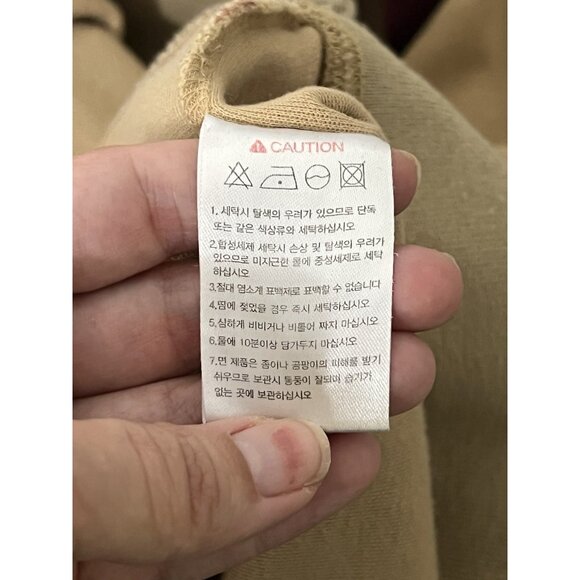 CAUTION
1. 세탁시 탈색의 우려가 있으므로 단독
또는 같은 색상류와 세탁하십시오
2.합성세제 세탁시 손상 및 탈색의 우려가
있으므로 미지근한 물에 중성세제로 세탁
하십시오
3.절대 염소계 표백제로 표백할 수 없습니다
4.땀에 젖었을 경우 즉시 세탁하십시오
5.심하게 비비거나 비틀어 짜지 마십시오
6.물에 10분이상 담가두지 마십시오
7.면 제품은 좀이나 곰팡이의 피해를 받기
쉬우므로 보관시 통풍이 잘되며 습기가
없는 곳에 보관하십시오